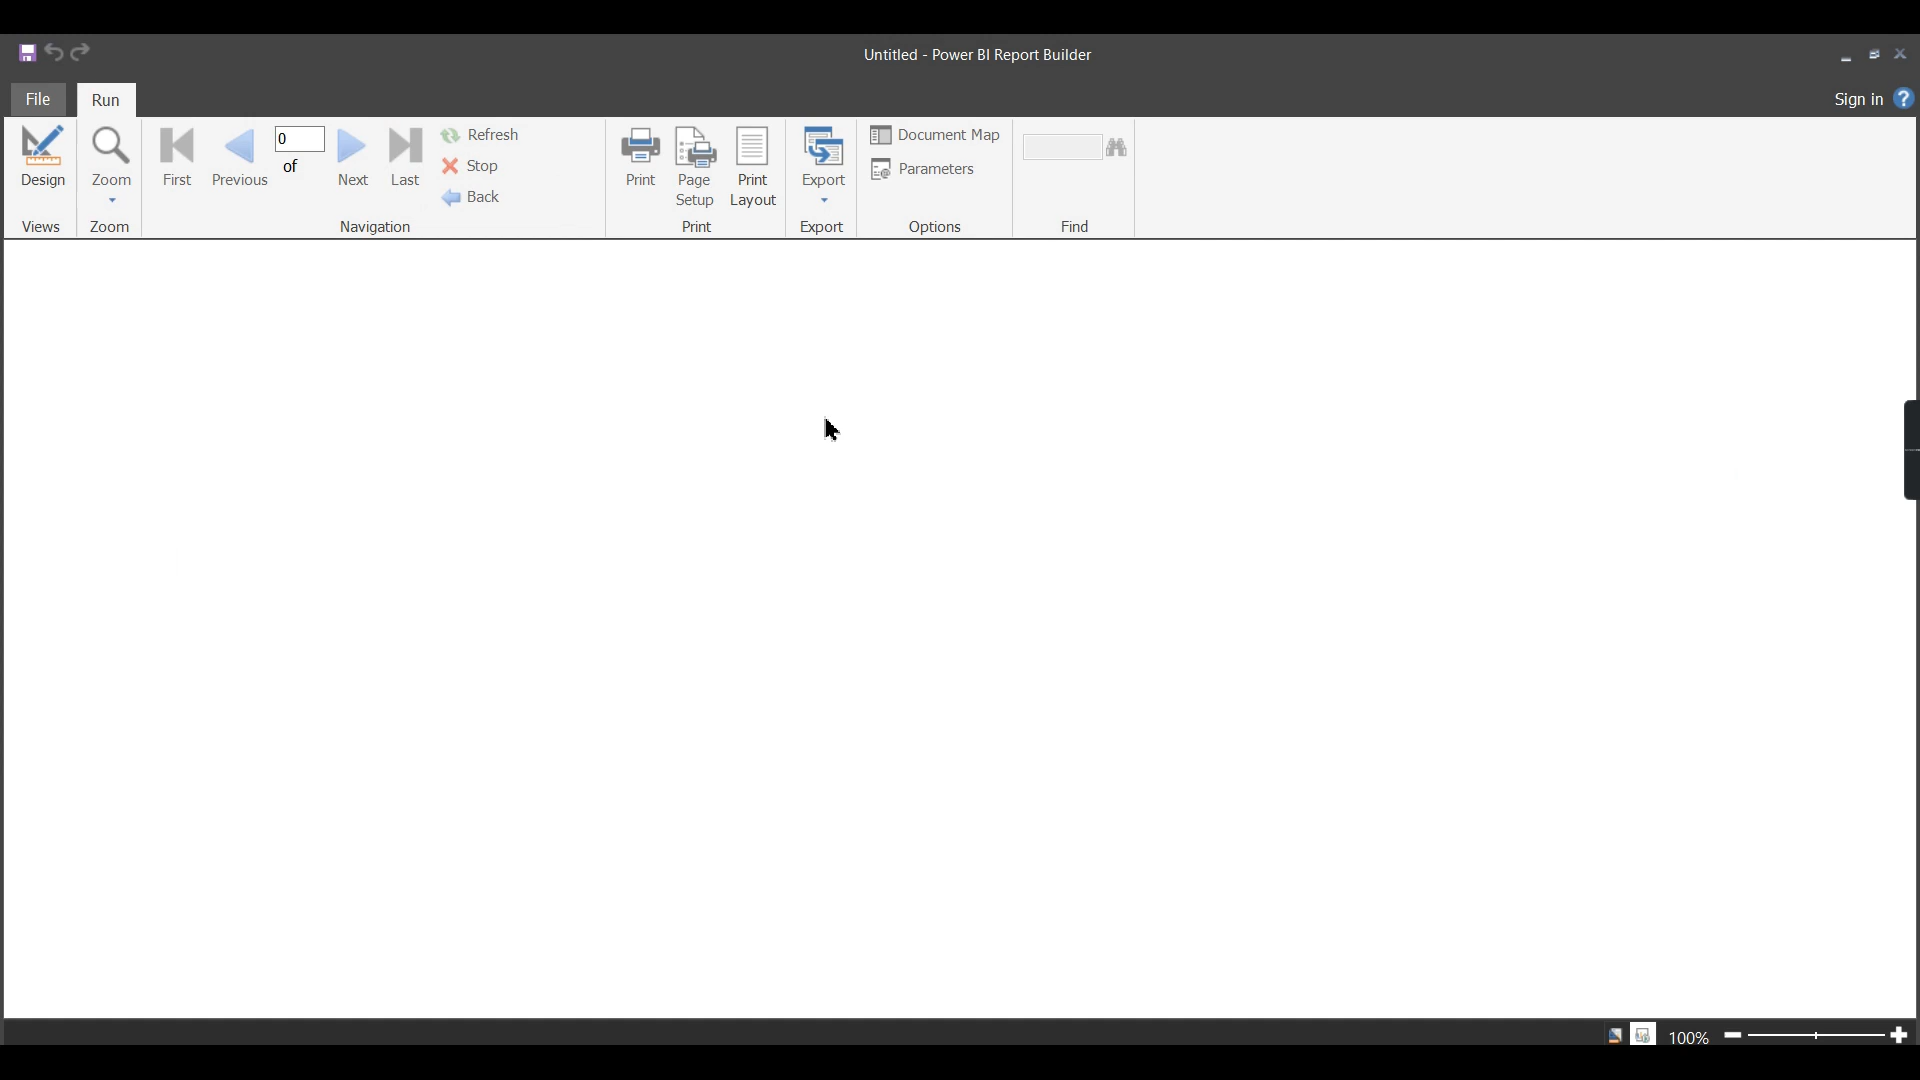 Untitled - Power BI Report Builder
File
Run
Sign in
Design
Zoom
First
Previous
0
of
Next
Last
Refresh
Stop
Back
Print
Page
Setup
Print
Layout
Export
Document Map
Parameters
Views
Zoom
Navigation
Print
Export
Options
Find
100%